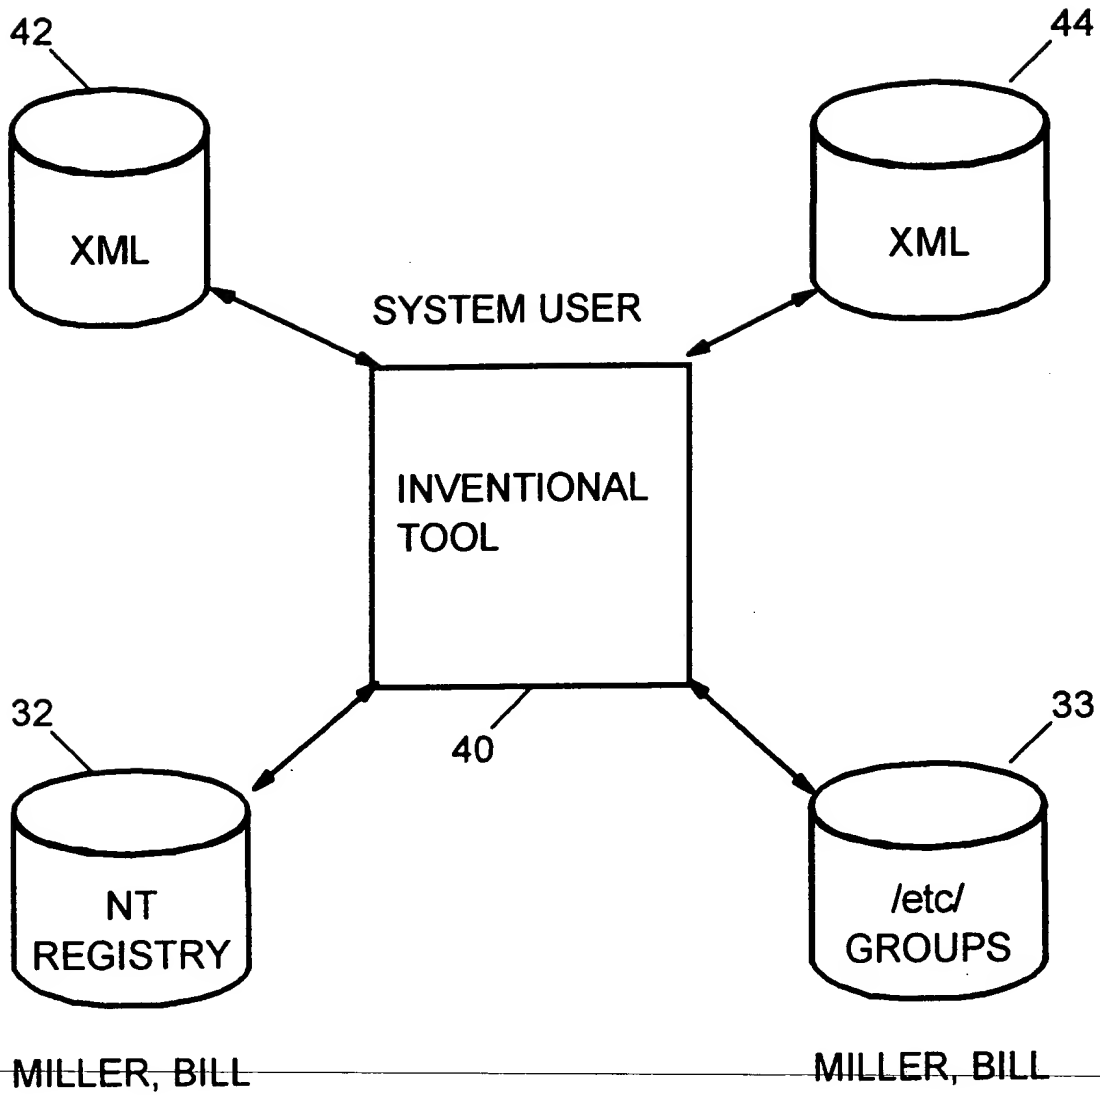 42
44
XML
XML
SYSTEM USER
INVENTIONAL
TOOL
32
33
40
NT
REGISTRY
/etc/
GROUPS
MILLER, BILL
MILLER, BILL